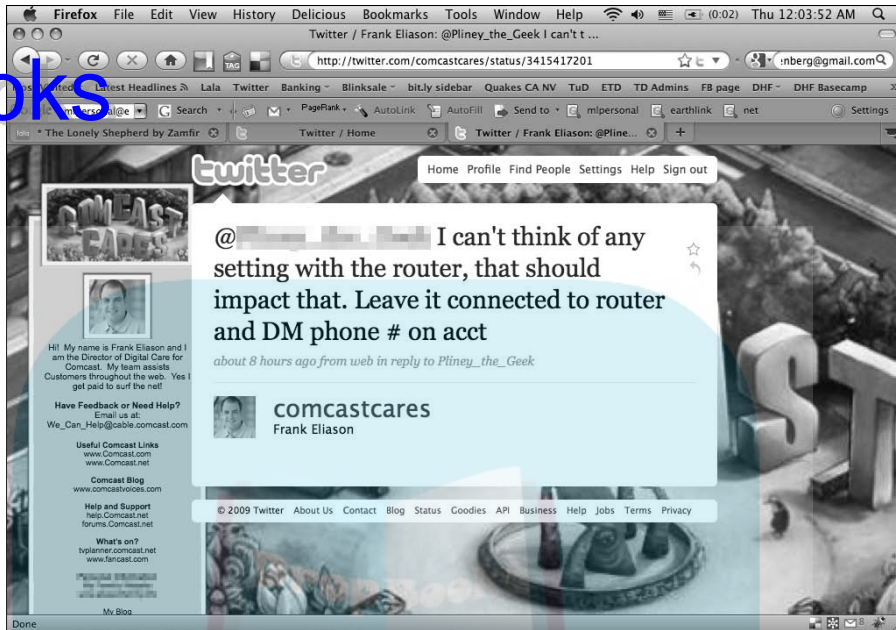 Firefox File Edit View History Delicious Bookmarks Tools Window Help (0:02) Thu 12:03:52 AM
Twitter / Frank Eliason: @Pliney_the_Geek I can't t ...
http://twitter.com/comcastcares/status/3415417201 :nberg@gmail.com
oks
Latest Headlines Lala Twitter Banking Blinksale bit.ly sidebar Quakes CA NV TuD ETD TD Admins FB page DHF DHF Basecamp
Search PageRank AutoLink AutoFill Send to mlpersonal earthlink net Settings
* The Lonely Shepherd by Zamfir Twitter / Home Twitter / Frank Eliason: @Pline...
twitter
Home Profile Find People Settings Help Sign out
COMCAST CARES
@ I can't think of any
setting with the router, that should
impact that. Leave it connected to router
and DM phone # on acct
about 8 hours ago from web in reply to Pliney_the_Geek
comcastcares
Frank Eliason
Hi! My name is Frank Eliason and I
am the Director of Digital Care for
Comcast. My team assists
Customers throughout the web. Yes I
get paid to surf the net!
Have Feedback or Need Help?
Email us at:
We_Can_Help@cable.comcast.com
Useful Comcast Links
www.Comcast.com
www.Comcast.net
Comcast Blog
www.comcastvoices.com
Help and Support
help.Comcast.net
forums.Comcast.net
What's on?
tvplanner.comcast.net
www.fancast.com
My Blog
© 2009 Twitter About Us Contact Blog Status Goodies API Business Help Jobs Terms Privacy
ST
Done 8